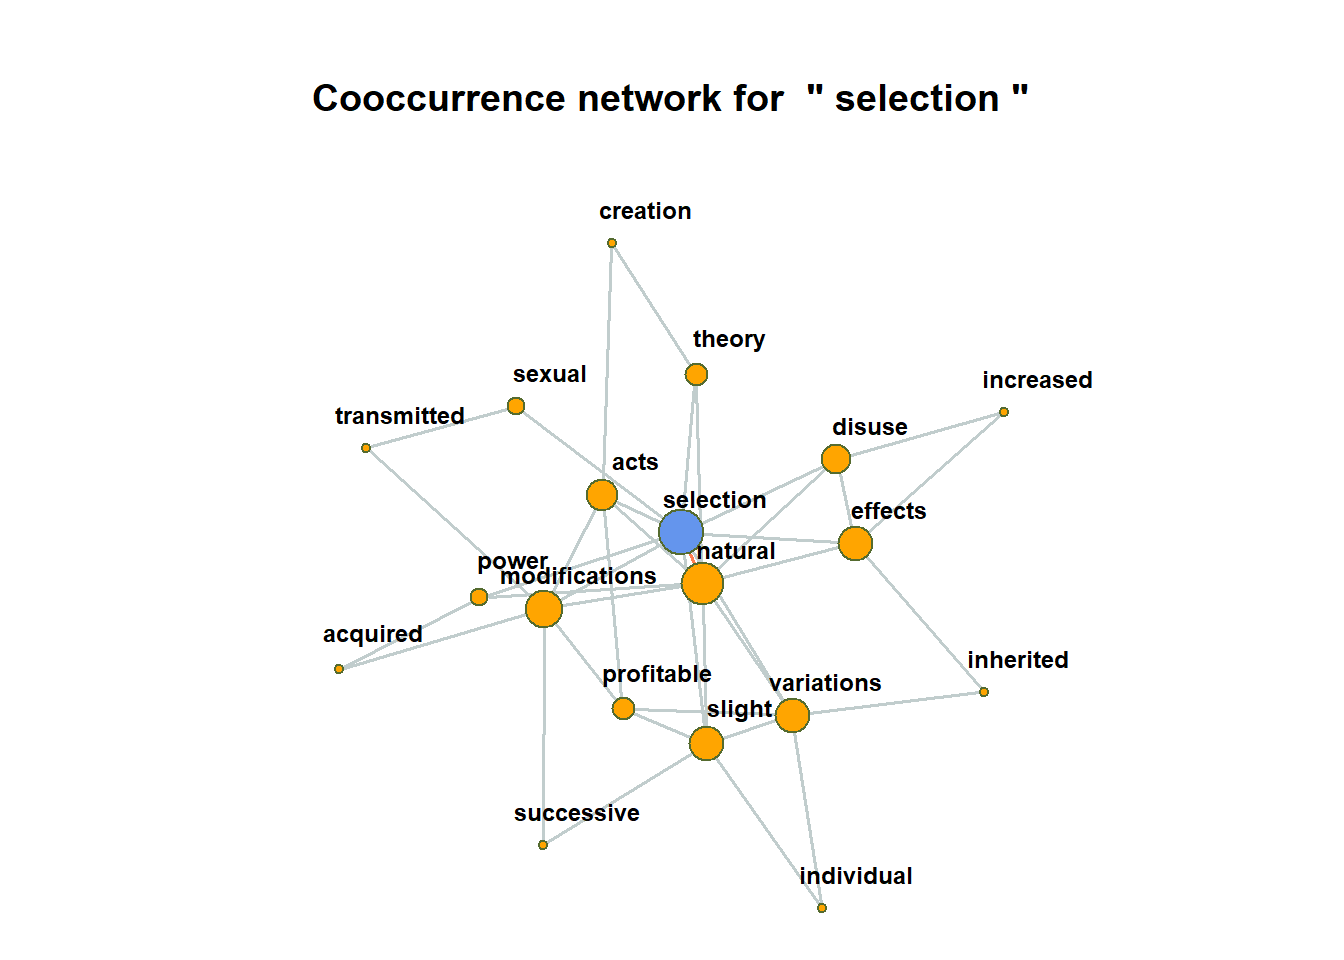 Cooccurrence network for  " selection "
creation
theory
sexual
increased
transmitted
disuse
acts
selection
effects
natural
power
modifications
acquired
inherited
profitable
variations
slight
successive
individual